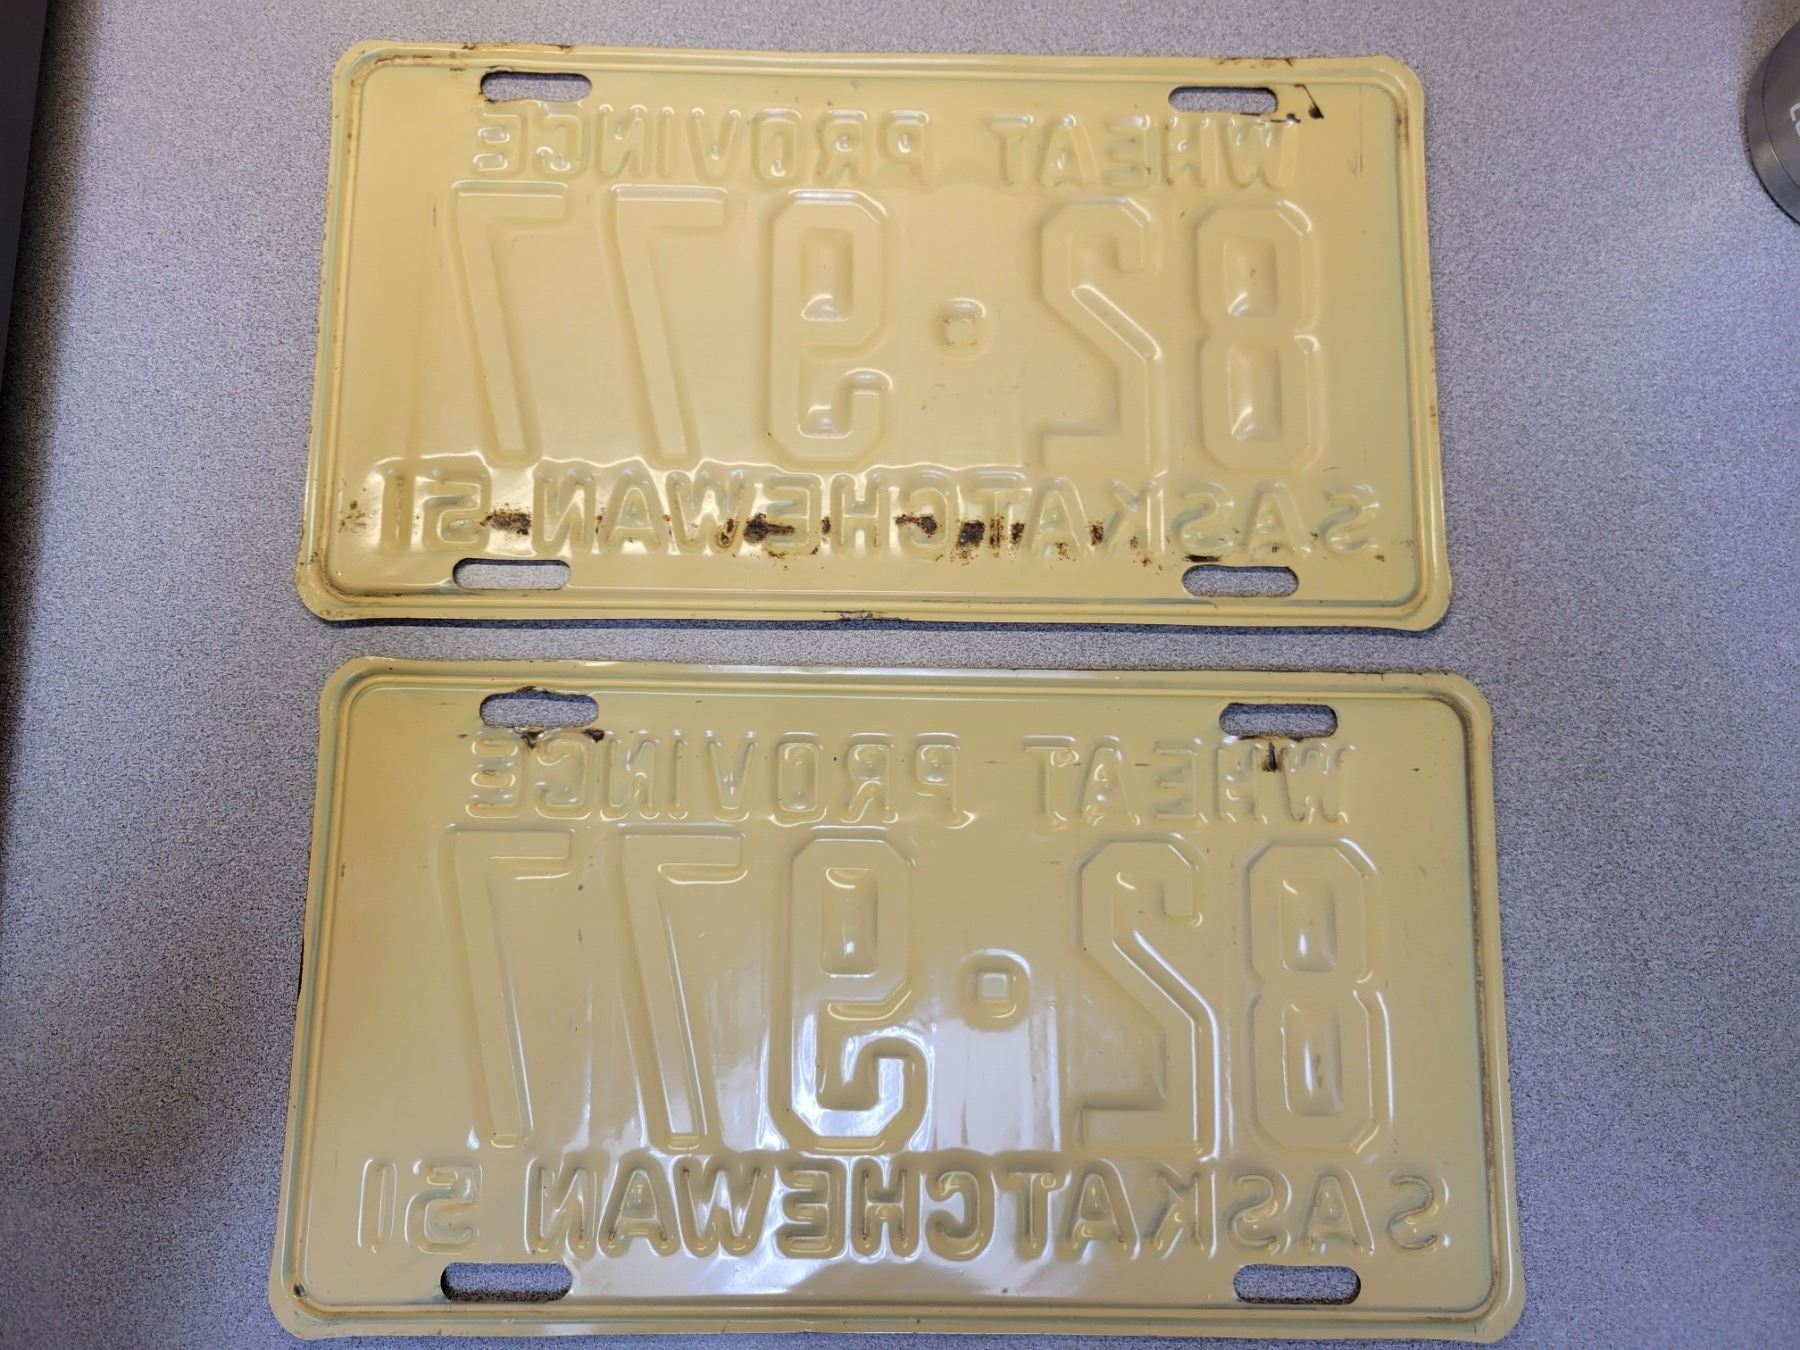 WHEAT PROVINCE
82·977
SASKATCHEWAN 51
WHEAT PROVINCE
82·977
SASKATCHEWAN 51